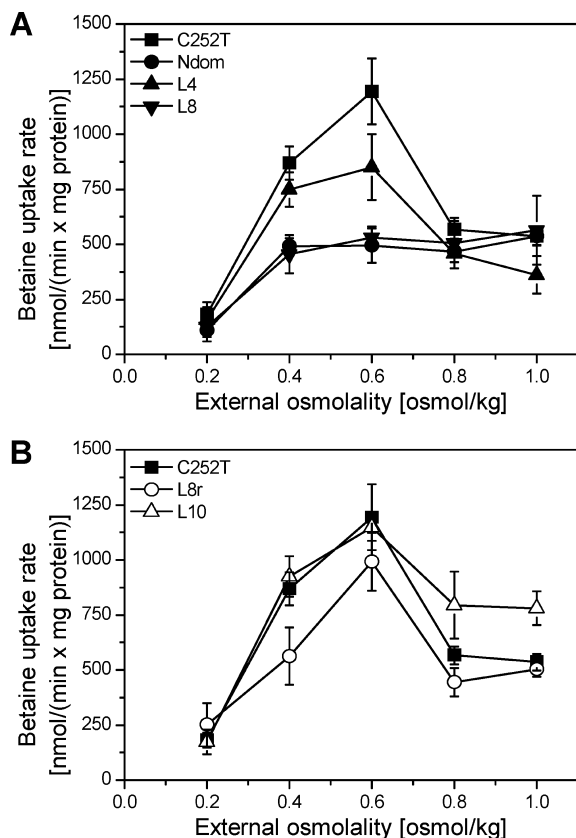 A
1500
1250
1000
750
500
250
0
C252T
Ndom
L4
L8
Betaine uptake rate
[nmol/(min x mg protein)]
0.0 0.2 0.4 0.6 0.8 1.0
External osmolality [osmol/kg]
B
1500
1250
1000
750
500
250
0
C252T
L8r
L10
Betaine uptake rate
[nmol/(min x mg protein)]
0.0 0.2 0.4 0.6 0.8 1.0
External osmolality [osmol/kg]